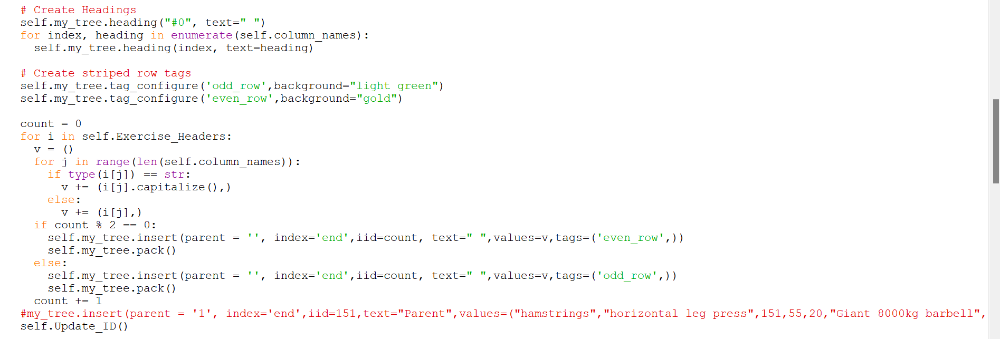 # Create Headings
self.my_tree.heading("#0", text=" ")
for index, heading in enumerate(self.column_names):
  self.my_tree.heading(index, text=heading)

# Create striped row tags
self.my_tree.tag_configure('odd_row',background="light green")
self.my_tree.tag_configure('even_row',background="gold")

count = 0
for i in self.Exercise_Headers:
  v = ()
  for j in range(len(self.column_names)):
    if type(i[j]) == str:
      v += (i[j].capitalize(),)
    else:
      v += (i[j],)
  if count % 2 == 0:
    self.my_tree.insert(parent = '', index='end',iid=count, text=" ",values=v,tags=('even_row',))
    self.my_tree.pack()
  else:
    self.my_tree.insert(parent = '', index='end',iid=count, text=" ",values=v,tags=('odd_row',))
    self.my_tree.pack()
  count += 1
#my_tree.insert(parent = '1', index='end',iid=151,text="Parent",values=("hamstrings","horizontal leg press",151,55,20,"Giant 8000kg barbell",
self.Update_ID()